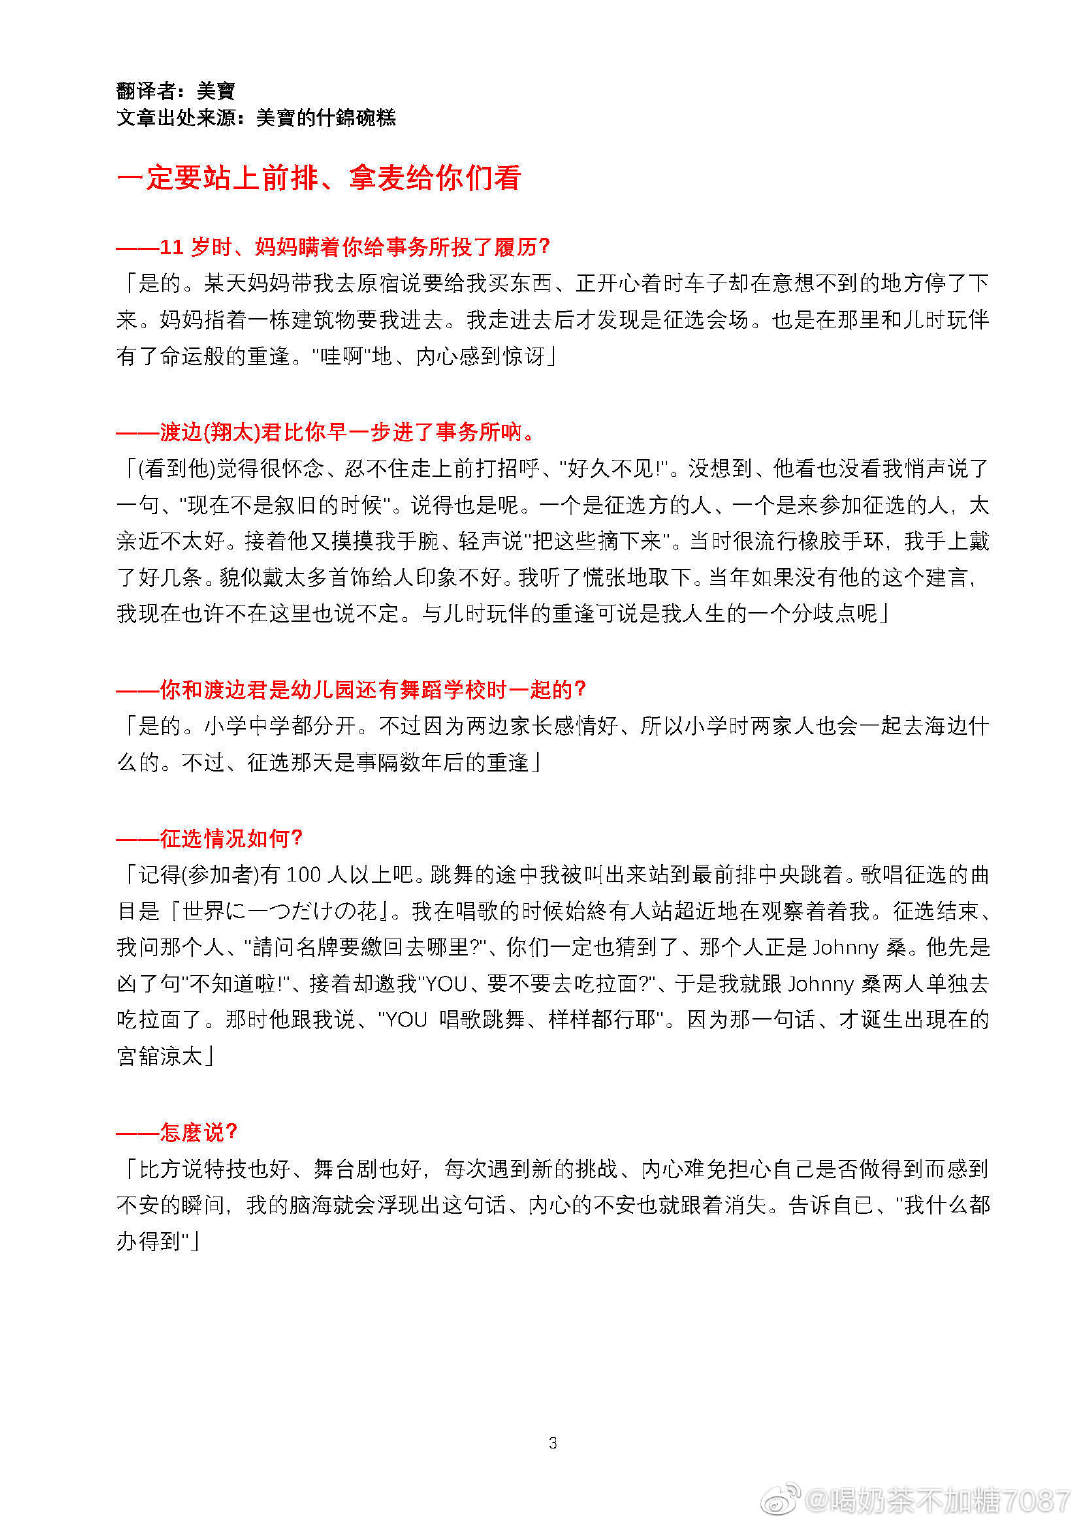 翻译者：美寶
文章出处来源：美寶的什錦碗糕
一定要站上前排、拿麦给你们看
——11 岁时、妈妈瞒着你给事务所投了履历?
「是的。某天妈妈带我去原宿说要给我买东西、正开心着时车子却在意想不到的地方停了下
来。妈妈指着一栋建筑物要我进去。我走进去后才发现是征选会场。也是在那里和儿时玩伴
有了命运般的重逢。"哇啊"地、内心感到惊讶」
——渡边(翔太)君比你早一步进了事务所呐。
「(看到他)觉得很怀念、忍不住走上前打招呼、"好久不见!"。没想到、他看也没看我悄声说了
一句、"现在不是叙旧的时候"。说得也是呢。一个是征选方的人、一个是来参加征选的人，太
亲近不太好。接着他又摸摸我手腕、轻声说"把这些摘下来"。当时很流行橡胶手环，我手上戴
了好几条。貌似戴太多首饰给人印象不好。我听了慌张地取下。当年如果没有他的这个建言，
我现在也许不在这里也说不定。与儿时玩伴的重逢可说是我人生的一个分歧点呢」
——你和渡边君是幼儿园还有舞蹈学校时一起的?
「是的。小学中学都分开。不过因为两边家长感情好、所以小学时两家人也会一起去海边什
么的。不过、征选那天是事隔数年后的重逢」
——征选情况如何?
「记得(参加者)有 100 人以上吧。跳舞的途中我被叫出来站到最前排中央跳着。歌唱征选的曲
目是『世界に一つだけの花』。我在唱歌的时候始終有人站超近地在观察着着我。征选结束、
我问那个人、"請问名牌要繳回去哪里?"、你们一定也猜到了、那个人正是 Johnny 桑。他先是
凶了句"不知道啦!"、接着却邀我"YOU、要不要去吃拉面?"、于是我就跟 Johnny 桑两人单独去
吃拉面了。那时他跟我说、"YOU 唱歌跳舞、样样都行耶"。因为那一句话、才诞生出現在的
宮舘涼太」
——怎麼说?
「比方说特技也好、舞台剧也好，每次遇到新的挑战、内心难免担心自己是否做得到而感到
不安的瞬间，我的脑海就会浮现出这句话、内心的不安也就跟着消失。告诉自已、"我什么都
办得到"」
3
@喝奶茶不加糖7087